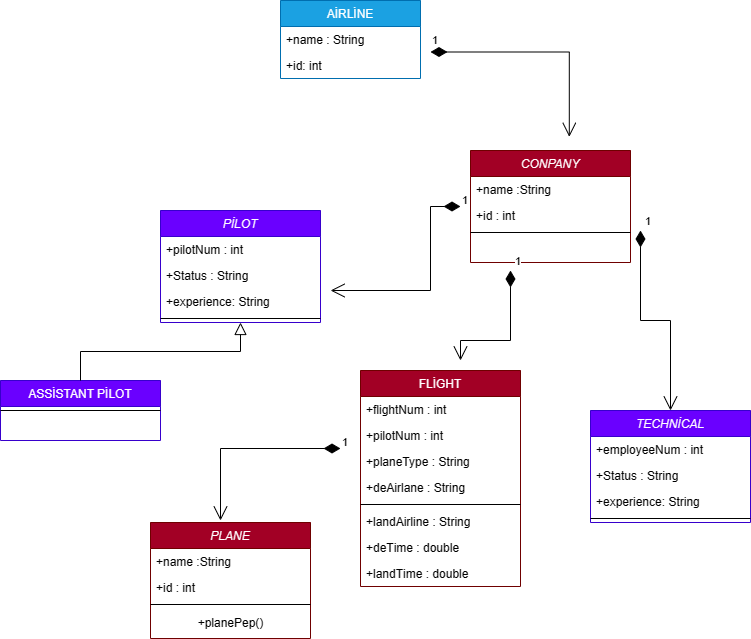 AİRLİNE
+name : String
+id: int
1
CONPANY
+name :String
+id : int
1
1
1
PİLOT
+pilotNum : int
+Status : String
+experience: String
ASSİSTANT PİLOT
FLİGHT
+flightNum : int
+pilotNum : int
+planeType : String
+deAirlane : String
+landAirline : String
+deTime : double
+landTime : double
1
TECHNİCAL
+employeeNum : int
+Status : String
+experience: String
PLANE
+name :String
+id : int
+planePep()